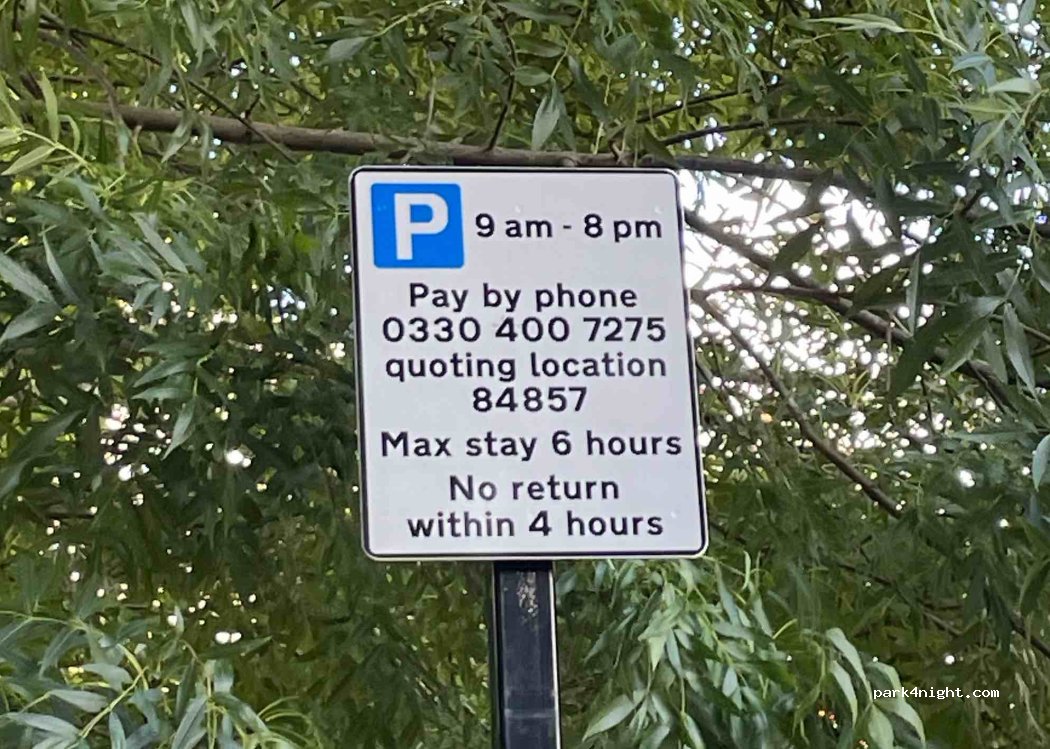 P 9 am - 8 pm
Pay by phone
0330 400 7275
quoting location
84857
Max stay 6 hours
No return
within 4 hours
park4night.com